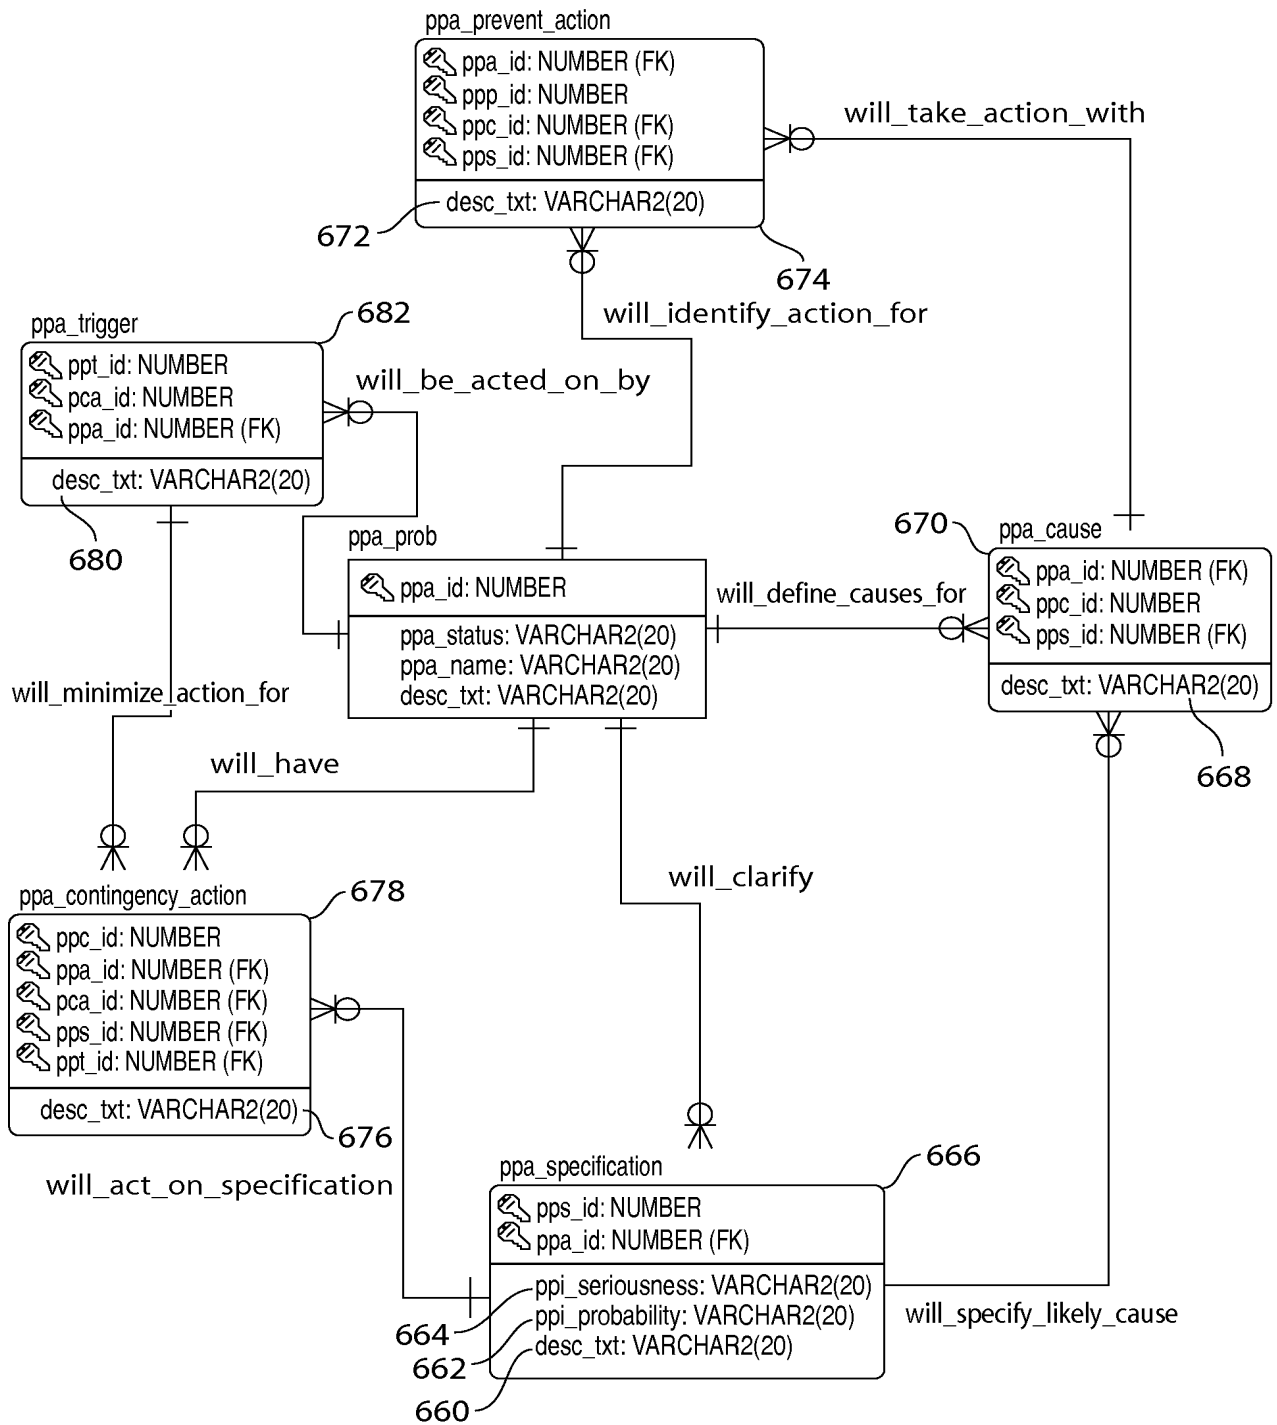 ppa_prevent_action
ppa_id: NUMBER (FK)
ppp_id: NUMBER
ppc_id: NUMBER (FK)
pps_id: NUMBER (FK)
desc_txt: VARCHAR2(20)
672
674
will_take_action_with
will_identify_action_for
ppa_trigger
682
ppt_id: NUMBER
pca_id: NUMBER
ppa_id: NUMBER (FK)
desc_txt: VARCHAR2(20)
680
will_be_acted_on_by
ppa_prob
ppa_id: NUMBER
ppa_status: VARCHAR2(20)
ppa_name: VARCHAR2(20)
desc_txt: VARCHAR2(20)
will_define_causes_for
670
ppa_cause
ppa_id: NUMBER (FK)
ppc_id: NUMBER
pps_id: NUMBER (FK)
desc_txt: VARCHAR2(20)
668
will_minimize_action_for
will_have
will_clarify
ppa_contingency_action
678
ppc_id: NUMBER
ppa_id: NUMBER (FK)
pca_id: NUMBER (FK)
pps_id: NUMBER (FK)
ppt_id: NUMBER (FK)
desc_txt: VARCHAR2(20)
676
will_act_on_specification
ppa_specification
666
pps_id: NUMBER
ppa_id: NUMBER (FK)
ppi_seriousness: VARCHAR2(20)
ppi_probability: VARCHAR2(20)
desc_txt: VARCHAR2(20)
664
662
660
will_specify_likely_cause